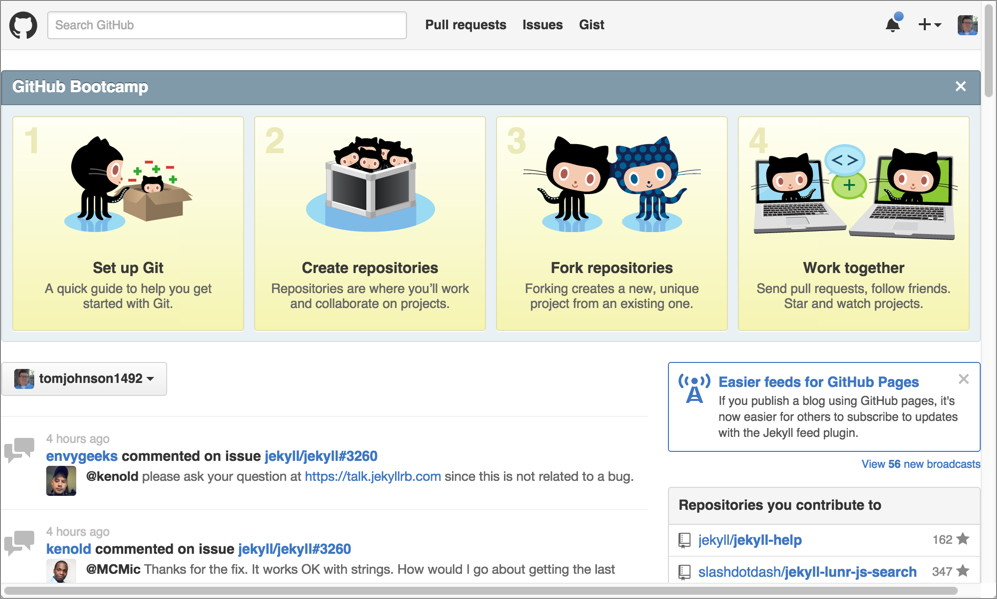 Search GitHub
Pull requests Issues Gist
GitHub Bootcamp
1
Set up Git
A quick guide to help you get
started with Git.
2
Create repositories
Repositories are where you'll work
and collaborate on projects.
3
Fork repositories
Forking creates a new, unique
project from an existing one.
4
Work together
Send pull requests, follow friends.
Star and watch projects.
tomjohnson1492
4 hours ago
envygeeks commented on issue jekyll/jekyll#3260
@kenold please ask your question at https://talk.jekyllrb.com since this is not related to a bug.
4 hours ago
kenold commented on issue jekyll/jekyll#3260
@MCMic Thanks for the fix. It works OK with strings. How would I go about getting the last
Easier feeds for GitHub Pages
If you publish a blog using GitHub pages, it's
now easier for others to subscribe to updates
with the Jekyll feed plugin.
View 56 new broadcasts
Repositories you contribute to
jekyll/jekyll-help 162
slashdotdash/jekyll-lunr-js-search 347